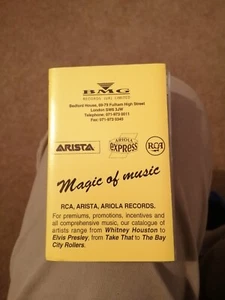 BMG
RECORDS (UK) LIMITED
Bedford House, 69-79 Fulham High Street
London SW6 3JW
Telephone: 071-973 0011
Fax: 071-973 0345
ARISTA
ARIOLA
express
RCA
Magic of music
RCA, ARISTA, ARIOLA RECORDS.
For premiums, promotions, incentives and
all comprehensive music, our catalogue of
artists range from Whitney Houston to
Elvis Presley, from Take That to The Bay
City Rollers.